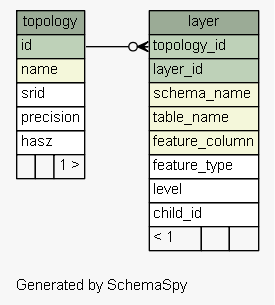 topology
id
name
srid
precision
hasz
1 >
layer
topology_id
layer_id
schema_name
table_name
feature_column
feature_type
level
child_id
< 1
Generated by SchemaSpy